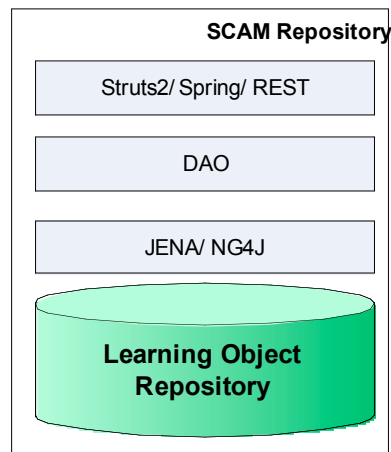 SCAM Repository
Struts2/ Spring/ REST
DAO
JENA/ NG4J
Learning Object
Repository